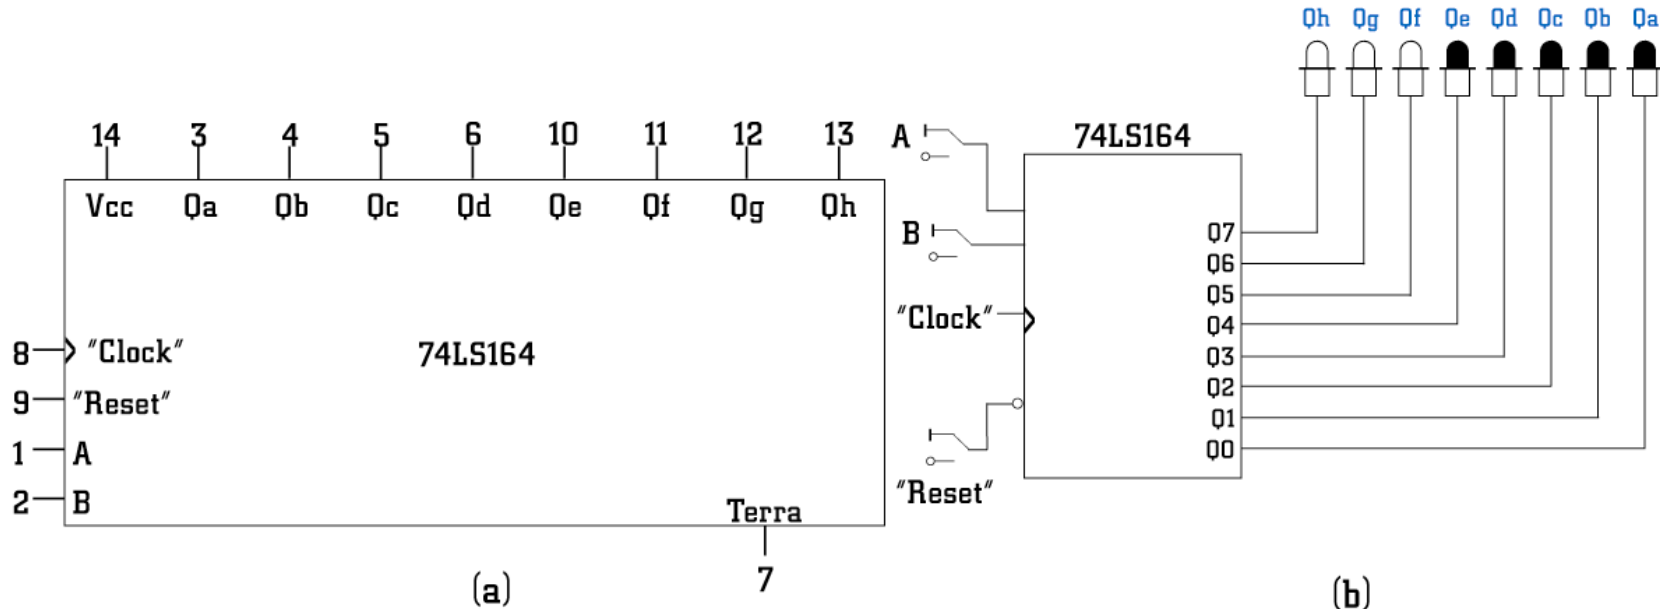 Qh Qg Qf Qe Qd Qc Qb Qa
14 3 4 5 6 10 11 12 13
Vcc Qa Qb Qc Qd Qe Qf Qg Qh
8 "Clock"
9 "Reset"
1 A
2 B
74LS164
Terra
7
(a)
A
B
"Clock"
"Reset"
74LS164
Q7
Q6
Q5
Q4
Q3
Q2
Q1
Q0
(b)